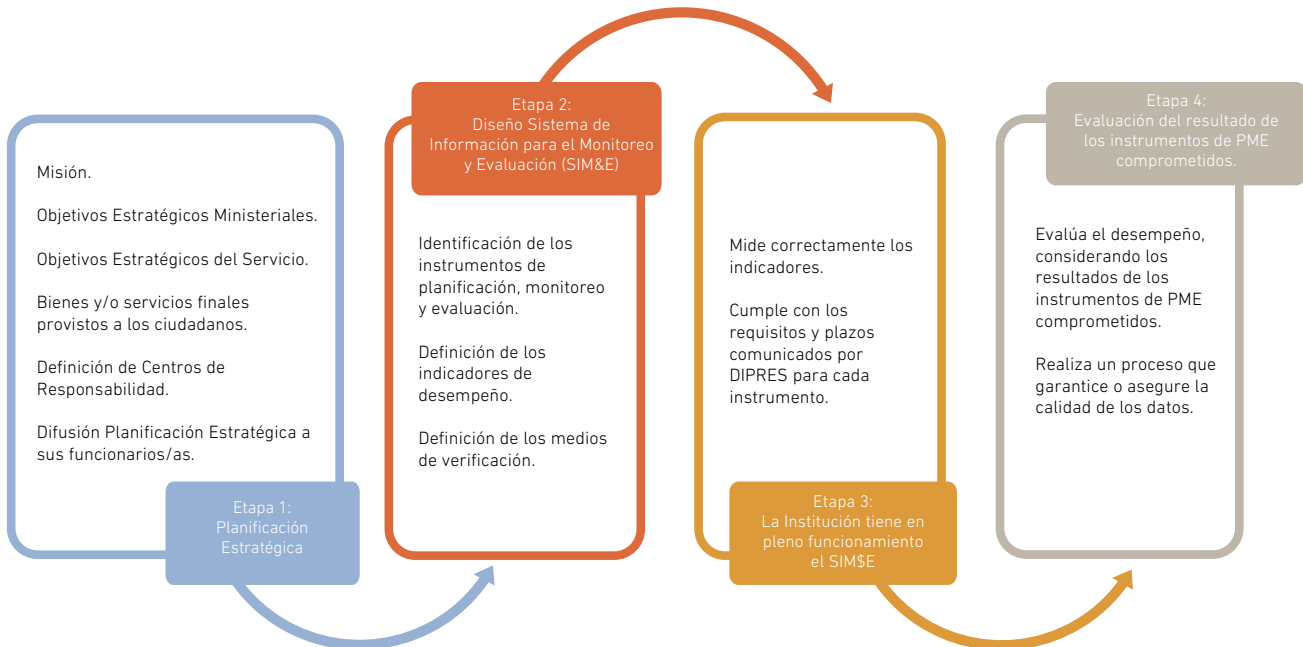 Misión.
Objetivos Estratégicos Ministeriales.
Objetivos Estratégicos del Servicio.
Bienes y/o servicios finales
provistos a los ciudadanos.
Definición de Centros de
Responsabilidad.
Difusión Planificación Estratégica a
sus funcionarios/as.
Etapa 1:
Planificación
Estratégica
Etapa 2:
Diseño Sistema de
Información para el Monitoreo
y Evaluación (SIM&E)
Identificación de los
instrumentos de
planificación, monitoreo
y evaluación.
Definición de los
indicadores de
desempeño.
Definición de los medios
de verificación.
Mide correctamente los
indicadores.
Cumple con los
requisitos y plazos
comunicados por
DIPRES para cada
instrumento.
Etapa 3:
La Institución tiene en
pleno funcionamiento
el SIM$E
Etapa 4:
Evaluación del resultado de
los instrumentos de PME
comprometidos.
Evalúa el desempeño,
considerando los
resultados de los
instrumentos de PME
comprometidos.
Realiza un proceso que
garantice o asegure la
calidad de los datos.